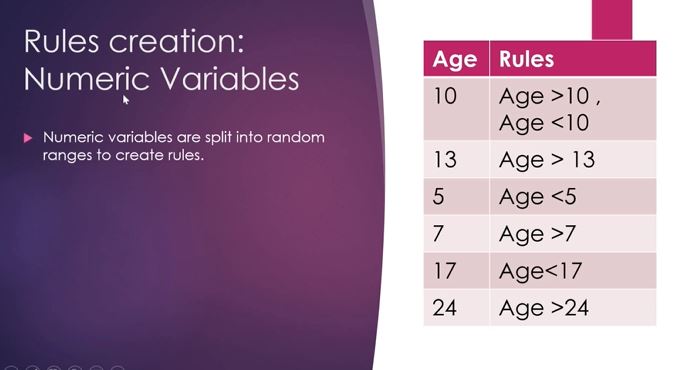 Rules creation:
Numeric Variables
Numeric variables are split into random
ranges to create rules.
Age Rules
10 Age >10 ,
Age <10
13 Age > 13
5 Age <5
7 Age >7
17 Age<17
24 Age >24